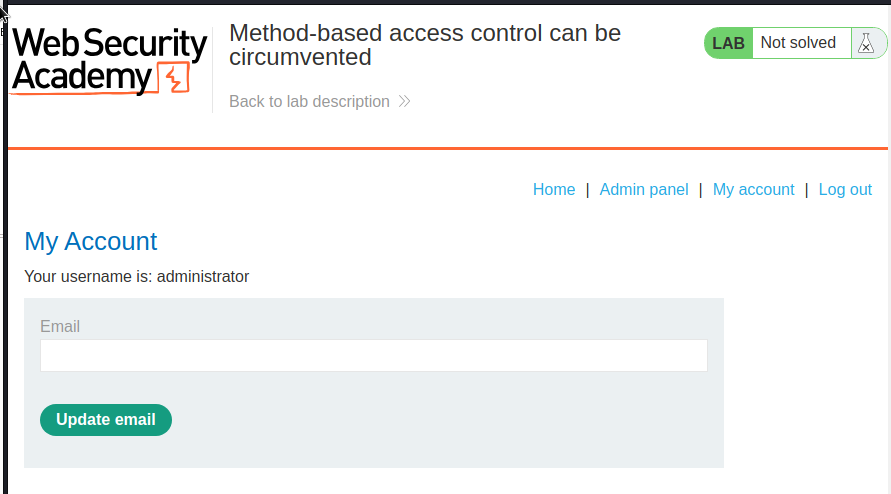 Web Security
Academy
Method-based access control can be
circumvented
Back to lab description
LAB Not solved
Home | Admin panel | My account | Log out
My Account
Your username is: administrator
Email
Update email